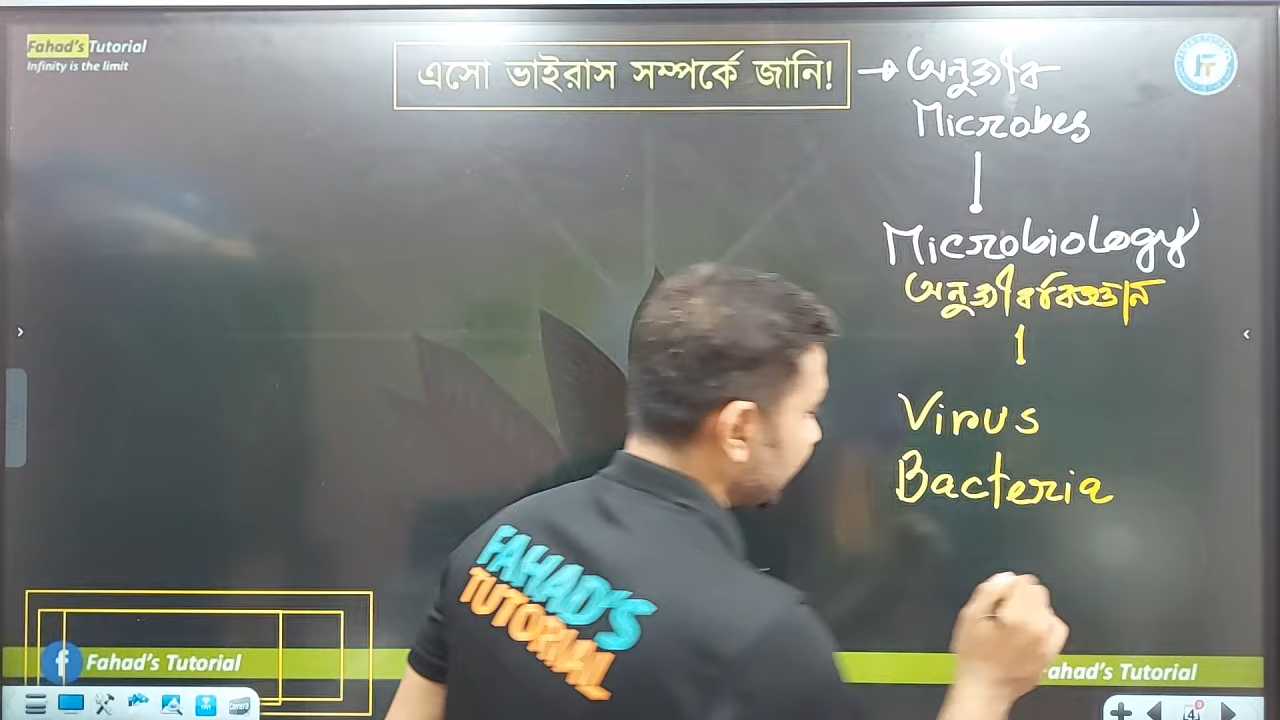 Fahad's Tutorial
Infinity is the limit
এসো ভাইরাস সম্পর্কে জানি!
অনুজীব
Microbes
Microbiology
অনুজীববিজ্ঞান
Virus
Bacteria
FAHAD'S
TUTORIAL
Fahad's Tutorial
ahad's Tutorial
4